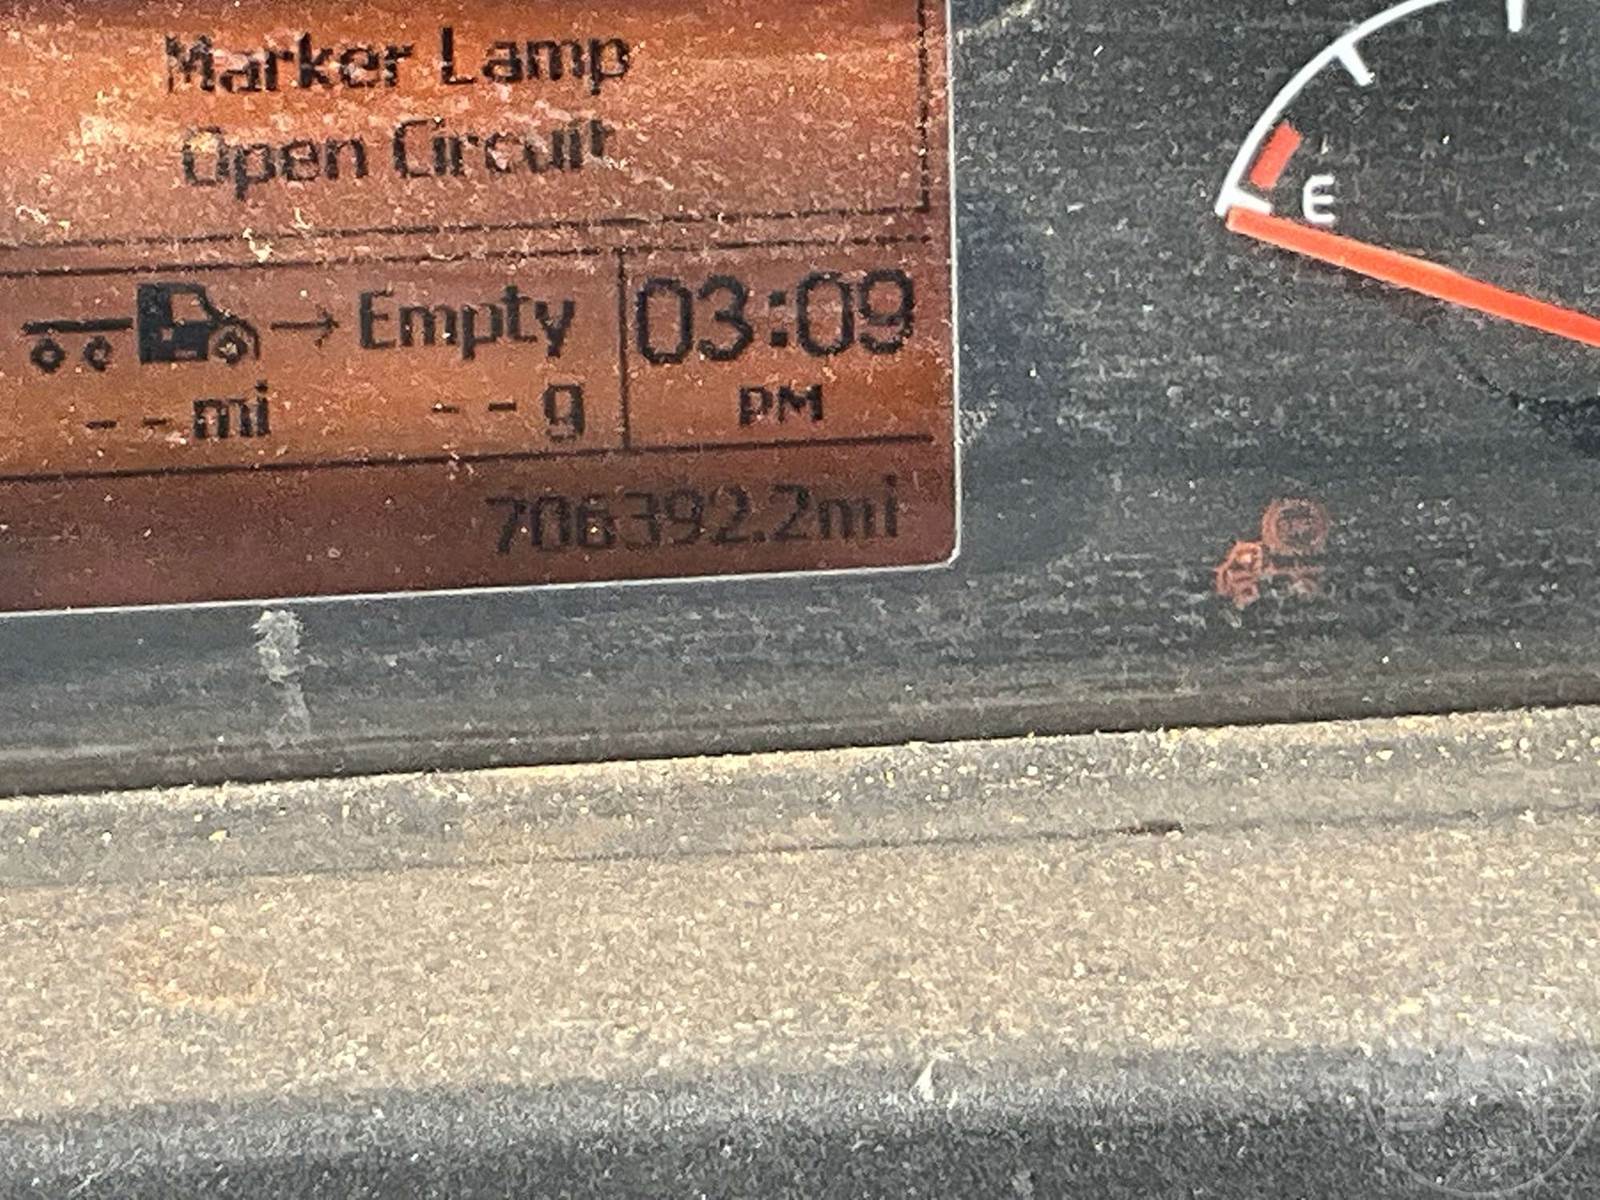 Marker Lamp
Open Circuit
Empty
03:09
--mi
--g
PM
706392.2mi
E